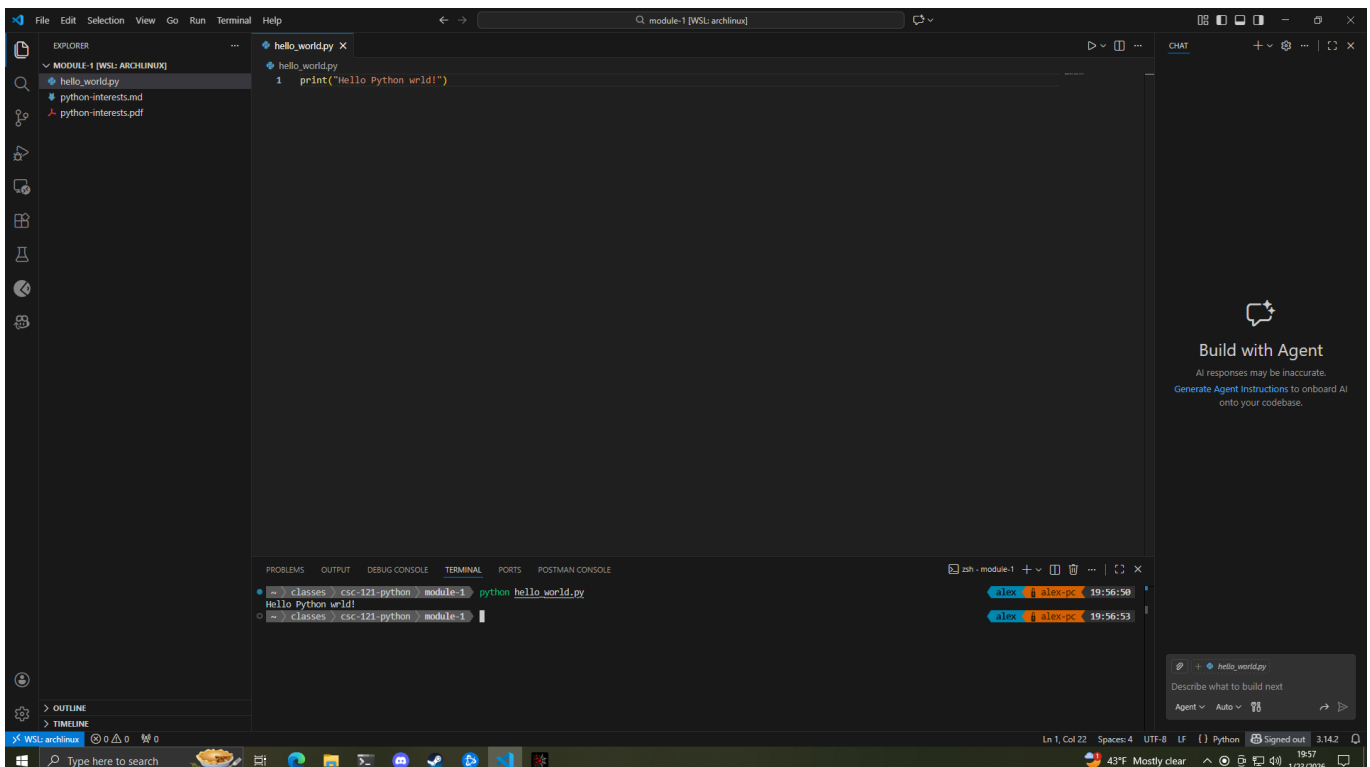 File Edit Selection View Go Run Terminal Help
module-1 [WSL: archlinux]
EXPLORER
MODULE-1 [WSL: ARCHLINUX]
hello_world.py
python-interests.md
python-interests.pdf
OUTLINE
TIMELINE
hello_world.py
hello_world.py
1 print("Hello Python wrld!")
PROBLEMS OUTPUT DEBUG CONSOLE TERMINAL PORTS POSTMAN CONSOLE
zsh - module-1
~ classes csc-121-python module-1 python hello_world.py alex alex-pc 19:56:50
Hello Python wrld!
~ classes csc-121-python module-1 alex alex-pc 19:56:53
CHAT
Build with Agent
AI responses may be inaccurate.
Generate Agent Instructions to onboard AI
onto your codebase.
hello_world.py
Describe what to build next
Agent Auto
WSL: archlinux 0 0 0 Ln 1, Col 22 Spaces: 4 UTF-8 LF {} Python Signed out 3.14.2
Type here to search 43°F Mostly clear 19:57
1/23/2026